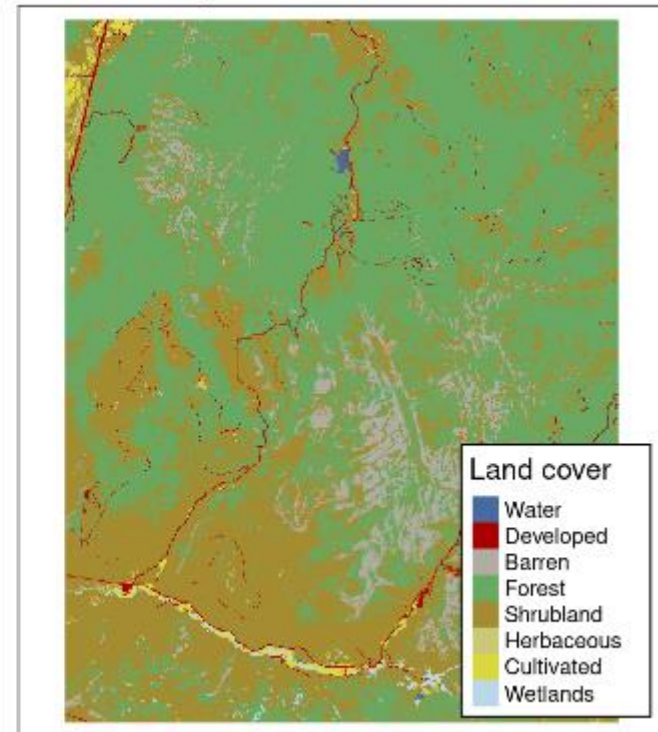 Land cover
Water
Developed
Barren
Forest
Shrubland
Herbaceous
Cultivated
Wetlands